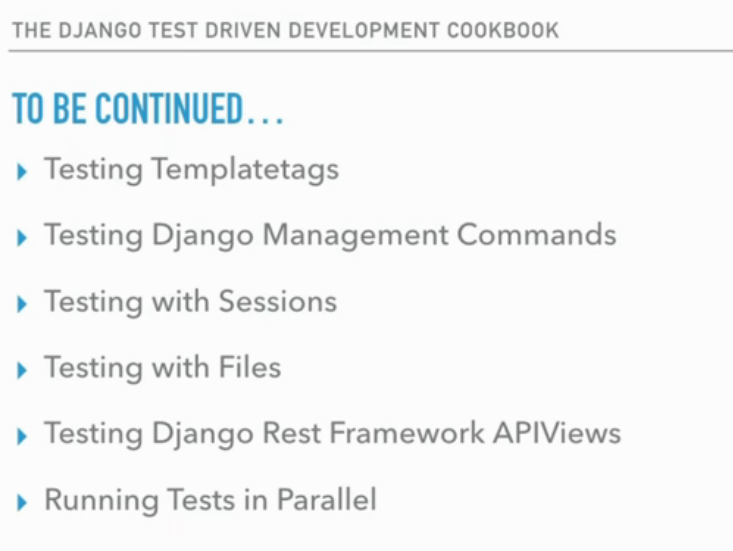 THE DJANGO TEST DRIVEN DEVELOPMENT COOKBOOK
TO BE CONTINUED...
Testing Templatetags
Testing Django Management Commands
Testing with Sessions
Testing with Files
Testing Django Rest Framework APIViews
Running Tests in Parallel